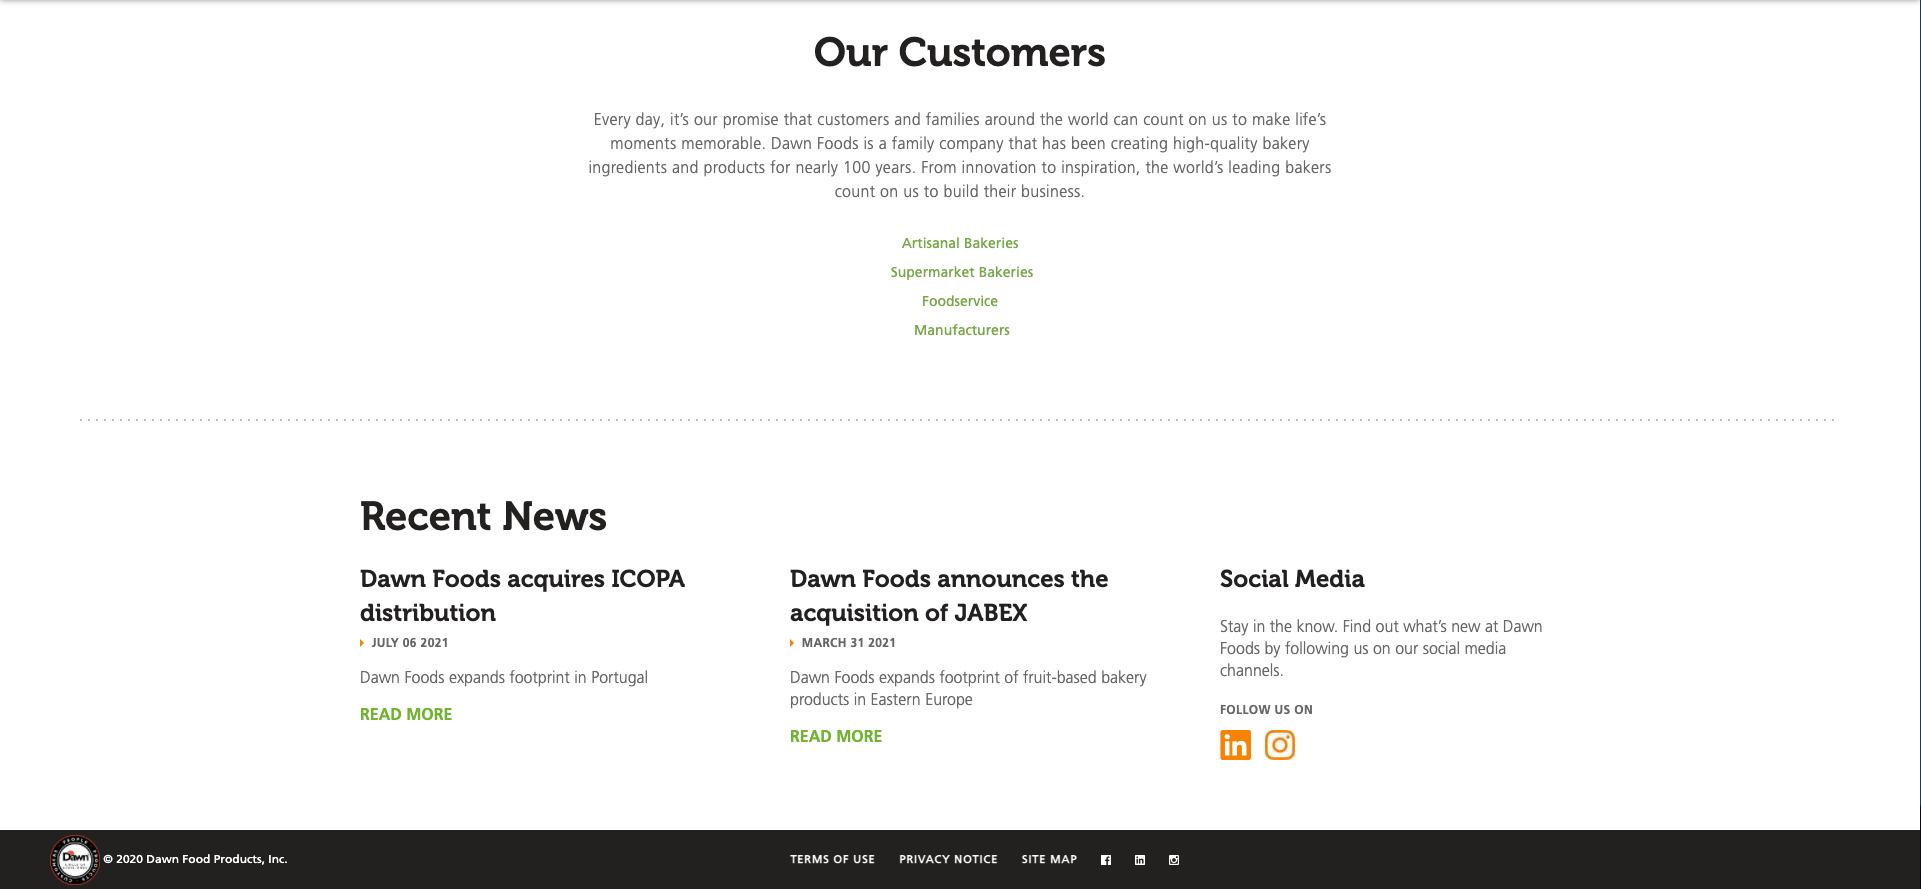 Our Customers
Every day, it’s our promise that customers and families around the world can count on us to make life’s
moments memorable. Dawn Foods is a family company that has been creating high-quality bakery
ingredients and products for nearly 100 years. From innovation to inspiration, the world’s leading bakers
count on us to build their business.
Artisanal Bakeries
Supermarket Bakeries
Foodservice
Manufacturers
Recent News
Dawn Foods acquires ICOPA
distribution
JULY 06 2021
Dawn Foods expands footprint in Portugal
READ MORE
Dawn Foods announces the
acquisition of JABEX
MARCH 31 2021
Dawn Foods expands footprint of fruit-based bakery
products in Eastern Europe
READ MORE
Social Media
Stay in the know. Find out what’s new at Dawn
Foods by following us on our social media
channels.
FOLLOW US ON
in
Dawn
PEOPLE PRODUCTS CUSTOMERS
© 2020 Dawn Food Products, Inc.
TERMS OF USE PRIVACY NOTICE SITE MAP